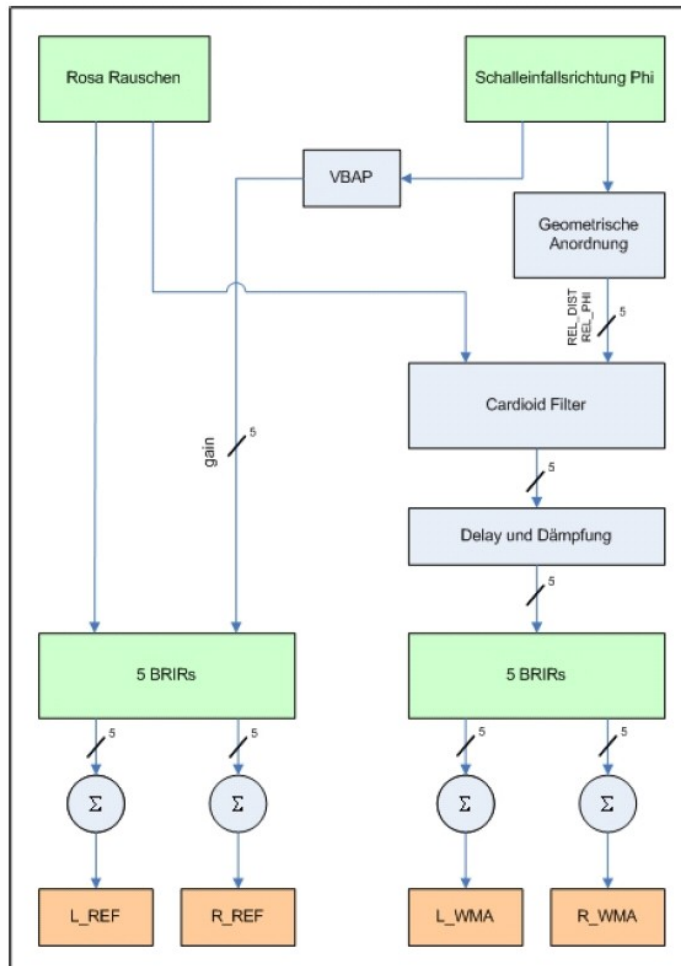 Rosa Rauschen
Schalleinfallsrichtung Phi
VBAP
Geometrische
Anordnung
REL_DIST
REL_PHI
5
Cardioid Filter
gain
5
5
Delay und Dämpfung
5
5 BRIRs
5 BRIRs
5
5
5
5
Σ
Σ
Σ
Σ
L_REF
R_REF
L_WMA
R_WMA